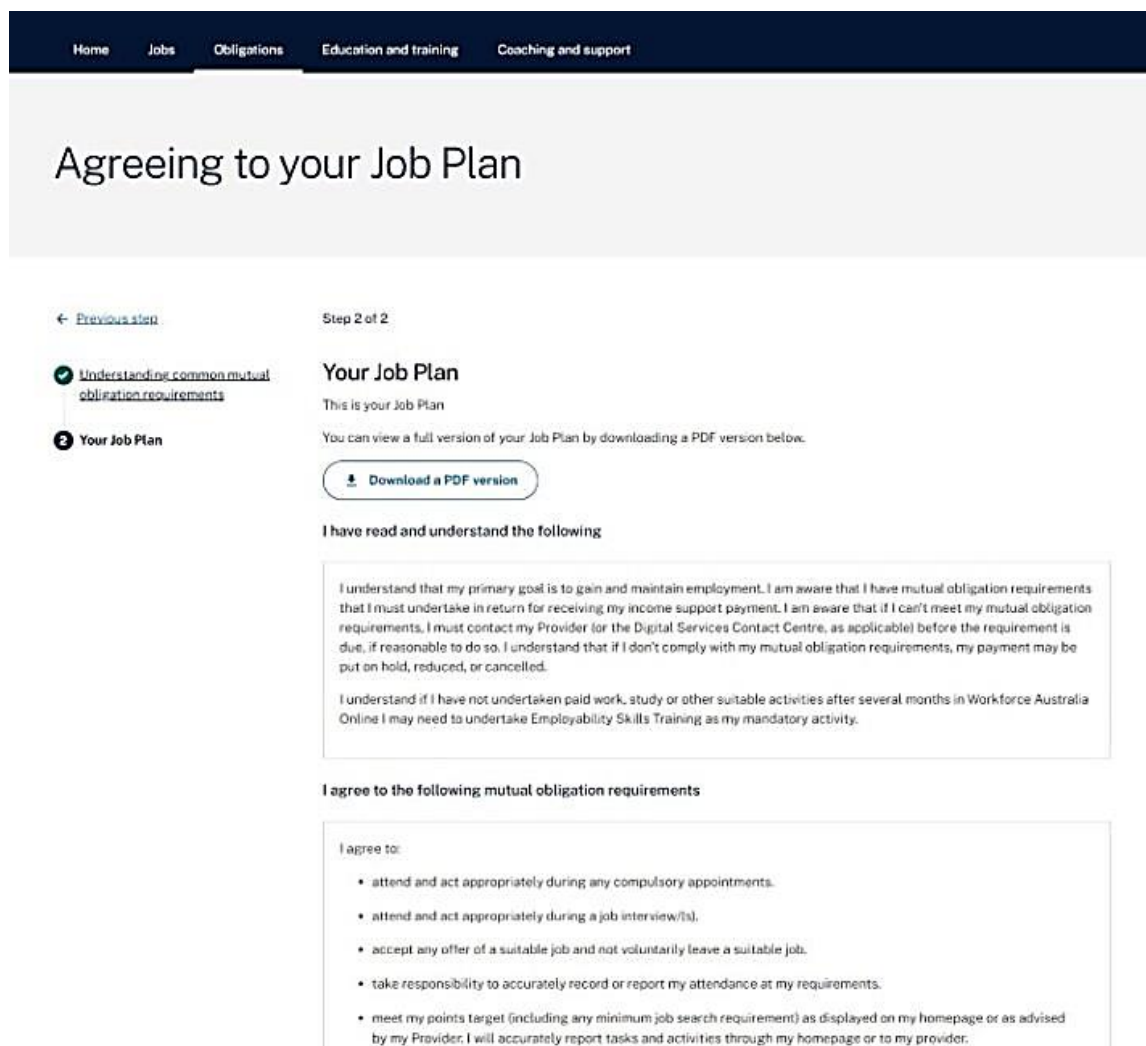 Home Jobs Obligations Education and training Coaching and support
Agreeing to your Job Plan
← Previous step
Understanding common mutual
obligation requirements
2 Your Job Plan
Step 2 of 2
Your Job Plan
This is your Job Plan
You can view a full version of your Job Plan by downloading a PDF version below.
Download a PDF version
I have read and understand the following
I understand that my primary goal is to gain and maintain employment. I am aware that I have mutual obligation requirements
that I must undertake in return for receiving my income support payment. I am aware that if I can't meet my mutual obligation
requirements, I must contact my Provider (or the Digital Services Contact Centre, as applicable) before the requirement is
due, if reasonable to do so. I understand that if I don't comply with my mutual obligation requirements, my payment may be
put on hold, reduced, or cancelled.
I understand if I have not undertaken paid work, study or other suitable activities after several months in Workforce Australia
Online I may need to undertake Employability Skills Training as my mandatory activity.
I agree to the following mutual obligation requirements
I agree to:
• attend and act appropriately during any compulsory appointments.
• attend and act appropriately during a job interview/(s).
• accept any offer of a suitable job and not voluntarily leave a suitable job.
• take responsibility to accurately record or report my attendance at my requirements.
• meet my points target (including any minimum job search requirement) as displayed on my homepage or as advised
by my Provider. I will accurately report tasks and activities through my homepage or to my provider.